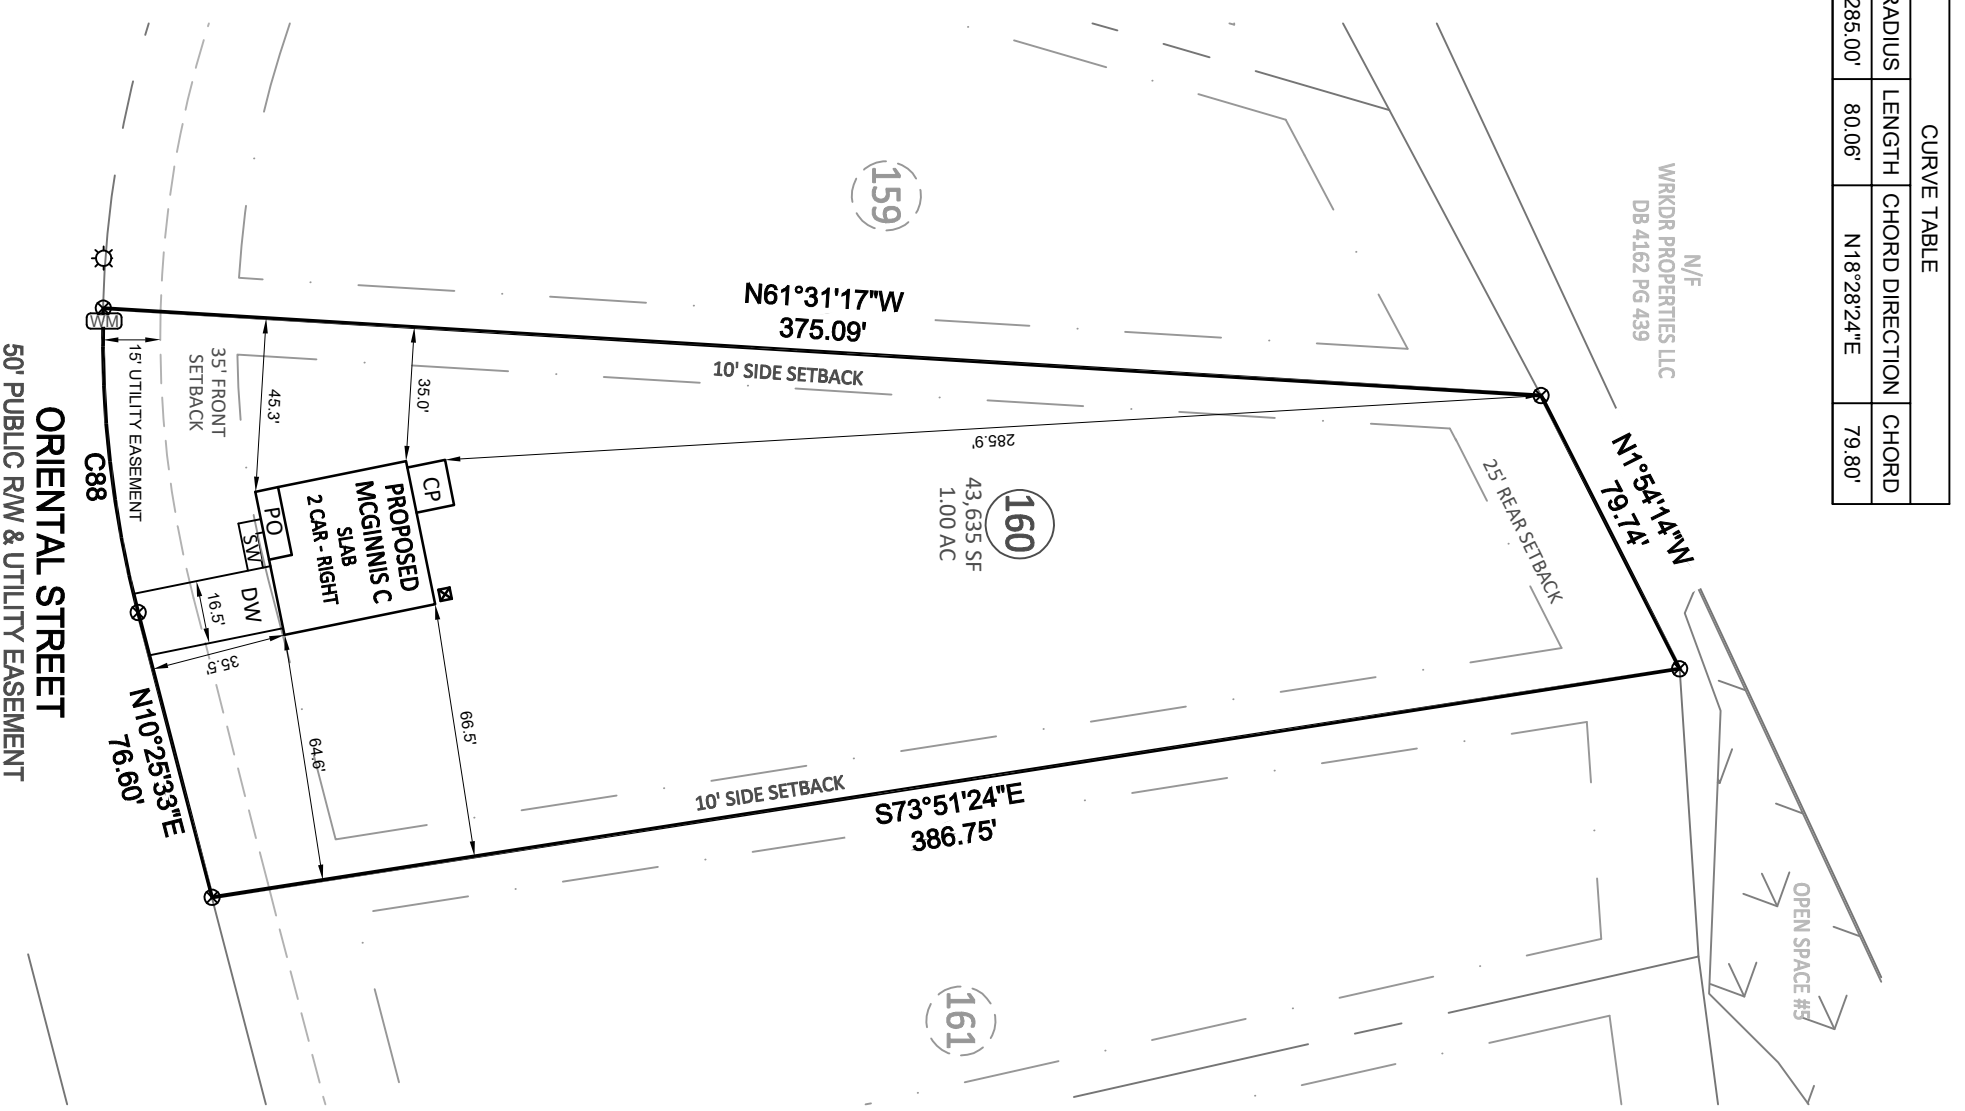 CURVE TABLE
RADIUS LENGTH CHORD DIRECTION CHORD
285.00' 80.06' N18°28'24"E 79.80'
N/F
WRKDR PROPERTIES LLC
DB 4162 PG 439
OPEN SPACE #5
N1°54'14"W
79.74'
25' REAR SETBACK
159
N61°31'17"W
375.09'
10' SIDE SETBACK
285.9'
160
43,635 SF
1.00 AC
10' SIDE SETBACK
S73°51'24"E
386.75'
161
35.0'
45.3'
CP
PROPOSED
MCGINNIS C
SLAB
2 CAR - RIGHT
PO
SW
DW
16.5'
35.5'
66.5'
64.6'
35' FRONT
SETBACK
15' UTILITY EASEMENT
WM
C88
N10°25'33"E
76.60'
ORIENTAL STREET
50' PUBLIC R/W & UTILITY EASEMENT